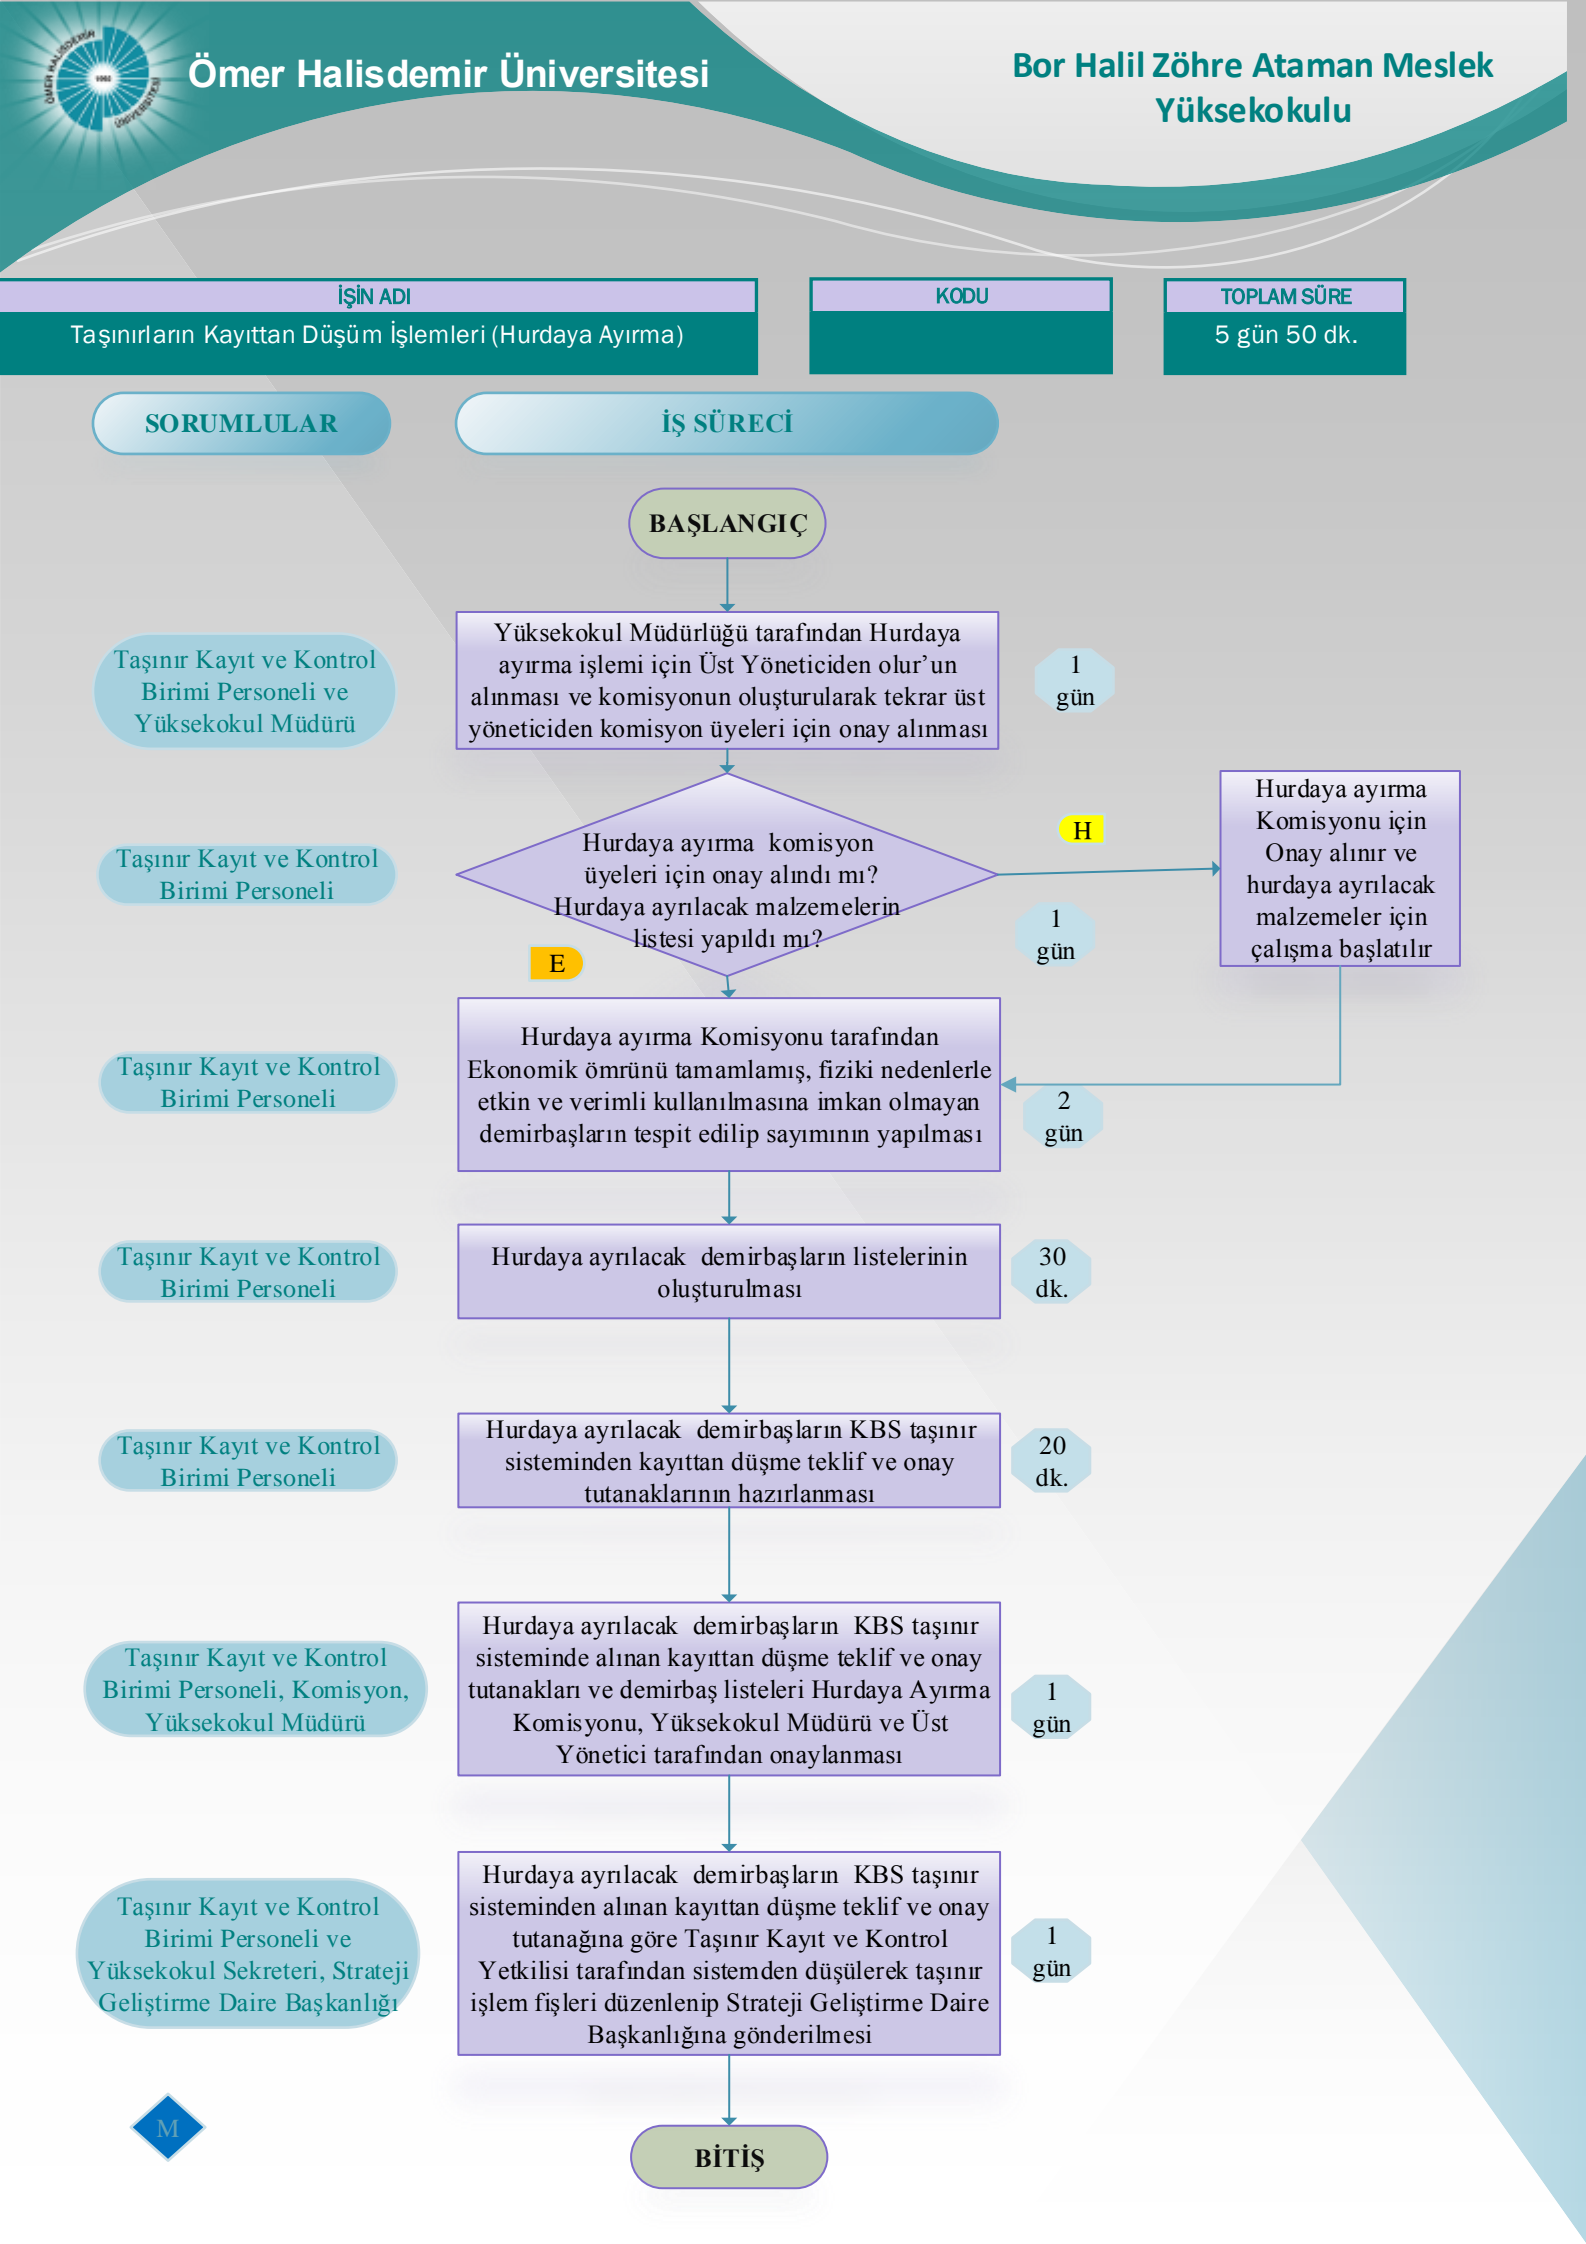 ÖMER HALİSDEMİR
ÜNİVERSİTESİ
1992
Ömer Halisdemir Üniversitesi
Bor Halil Zöhre Ataman Meslek
Yüksekokulu
İŞİN ADI
Taşınırların Kayıttan Düşüm İşlemleri (Hurdaya Ayırma)
KODU
TOPLAM SÜRE
5 gün 50 dk.
SORUMLULAR
İŞ SÜRECİ
BAŞLANGIÇ
Taşınır Kayıt ve Kontrol
Birimi Personeli ve
Yüksekokul Müdürü
Yüksekokul Müdürlüğü tarafından Hurdaya
ayırma işlemi için Üst Yöneticiden olur’un
alınması ve komisyonun oluşturularak tekrar üst
yöneticiden komisyon üyeleri için onay alınması
1
gün
Taşınır Kayıt ve Kontrol
Birimi Personeli
Hurdaya ayırma  komisyon
üyeleri için onay alındı mı?
Hurdaya ayrılacak malzemelerin
listesi yapıldı mı?
H
1
gün
Hurdaya ayırma
Komisyonu için
Onay alınır ve
hurdaya ayrılacak
malzemeler için
çalışma başlatılır
E
Taşınır Kayıt ve Kontrol
Birimi Personeli
Hurdaya ayırma Komisyonu tarafından
Ekonomik ömrünü tamamlamış, fiziki nedenlerle
etkin ve verimli kullanılmasına imkan olmayan
demirbaşların tespit edilip sayımının yapılması
2
gün
Taşınır Kayıt ve Kontrol
Birimi Personeli
Hurdaya ayrılacak  demirbaşların listelerinin
oluşturulması
30
dk.
Taşınır Kayıt ve Kontrol
Birimi Personeli
Hurdaya ayrılacak  demirbaşların KBS taşınır
sisteminden kayıttan düşme teklif ve onay
tutanaklarının hazırlanması
20
dk.
Taşınır Kayıt ve Kontrol
Birimi Personeli, Komisyon,
Yüksekokul Müdürü
Hurdaya ayrılacak  demirbaşların  KBS taşınır
sisteminde alınan kayıttan düşme teklif ve onay
tutanakları ve demirbaş listeleri Hurdaya Ayırma
Komisyonu, Yüksekokul Müdürü ve Üst
Yönetici tarafından onaylanması
1
gün
Taşınır Kayıt ve Kontrol
Birimi Personeli ve
Yüksekokul Sekreteri, Strateji
Geliştirme Daire Başkanlığı
Hurdaya ayrılacak  demirbaşların  KBS taşınır
sisteminden alınan kayıttan düşme teklif ve onay
tutanağına göre Taşınır Kayıt ve Kontrol
Yetkilisi tarafından sistemden düşülerek taşınır
işlem fişleri düzenlenip Strateji Geliştirme Daire
Başkanlığına gönderilmesi
1
gün
M
BİTİŞ